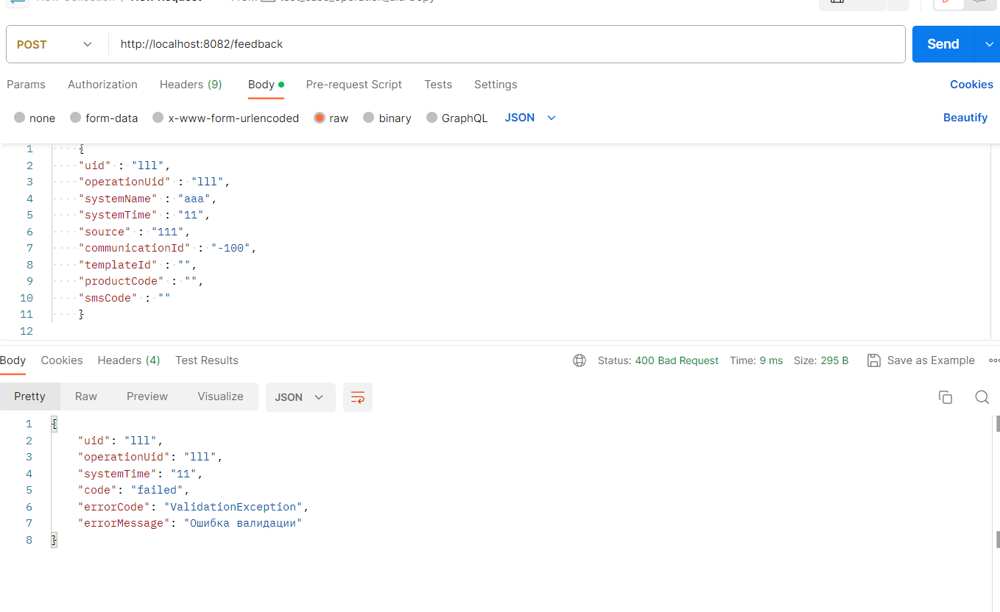 POST http://localhost:8082/feedback Send
Params Authorization Headers (9) Body Pre-request Script Tests Settings Cookies
none form-data x-www-form-urlencoded raw binary GraphQL JSON Beautify
1 {
2 "uid" : "lll",
3 "operationUid" : "lll",
4 "systemName" : "aaa",
5 "systemTime" : "11",
6 "source" : "111",
7 "communicationId" : "-100",
8 "templateId" : "",
9 "productCode" : "",
10 "smsCode" : ""
11 }
12
Body Cookies Headers (4) Test Results Status: 400 Bad Request Time: 9 ms Size: 295 B Save as Example
Pretty Raw Preview Visualize JSON
1 {
2 "uid": "lll",
3 "operationUid": "lll",
4 "systemTime": "11",
5 "code": "failed",
6 "errorCode": "ValidationException",
7 "errorMessage": "Ошибка валидации"
8 }